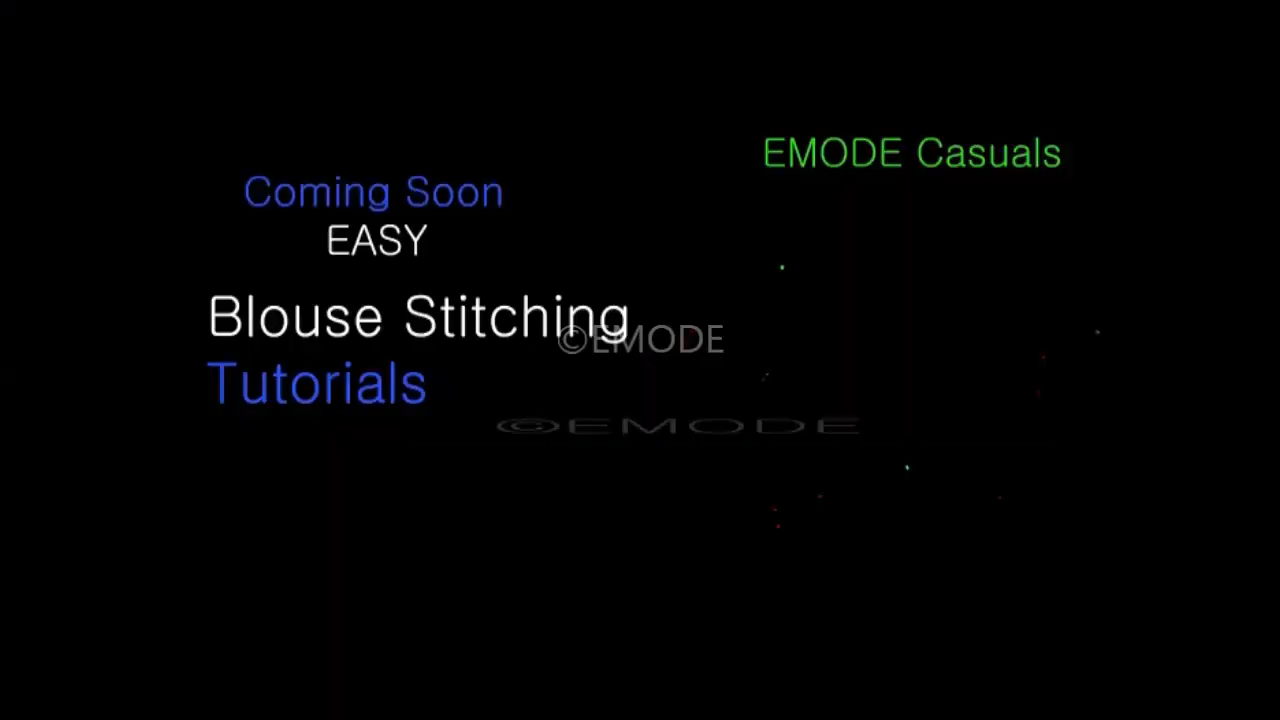 EMODE Casuals
Coming Soon
EASY
Blouse Stitching
©EMODE
Tutorials
©EMODE